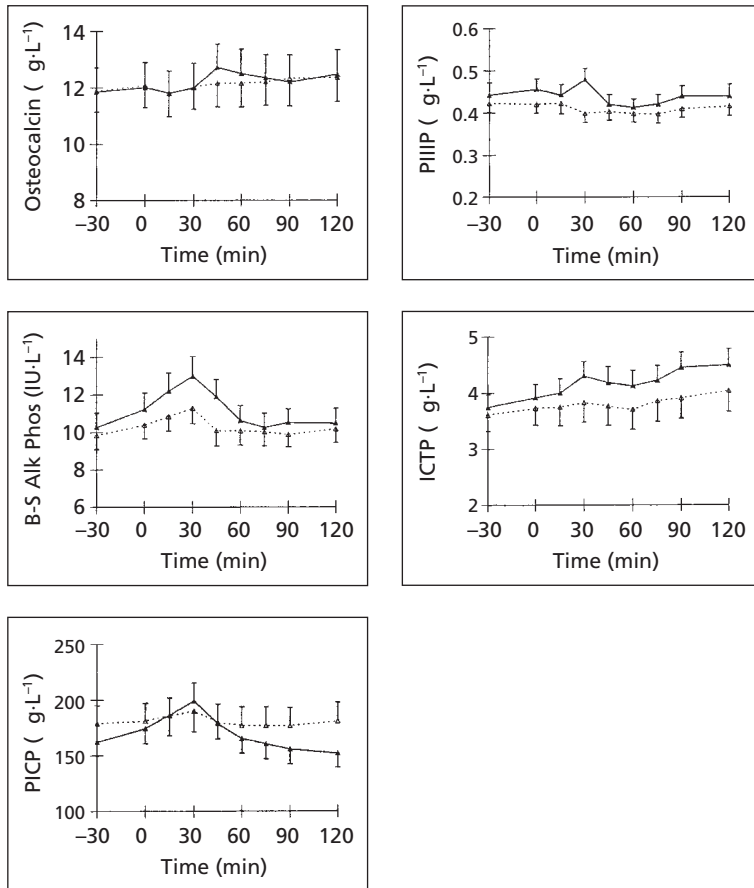 Osteocalcin ( g·L⁻¹)
14
12
10
8
−30 0 30 60 90 120
Time (min)
PIIIP ( g·L⁻¹)
0.6
0.5
0.4
0.3
0.2
−30 0 30 60 90 120
Time (min)
B-S Alk Phos (IU·L⁻¹)
14
12
10
8
6
−30 0 30 60 90 120
Time (min)
ICTP ( g·L⁻¹)
5
4
3
2
−30 0 30 60 90 120
Time (min)
PICP ( g·L⁻¹)
250
200
150
100
−30 0 30 60 90 120
Time (min)